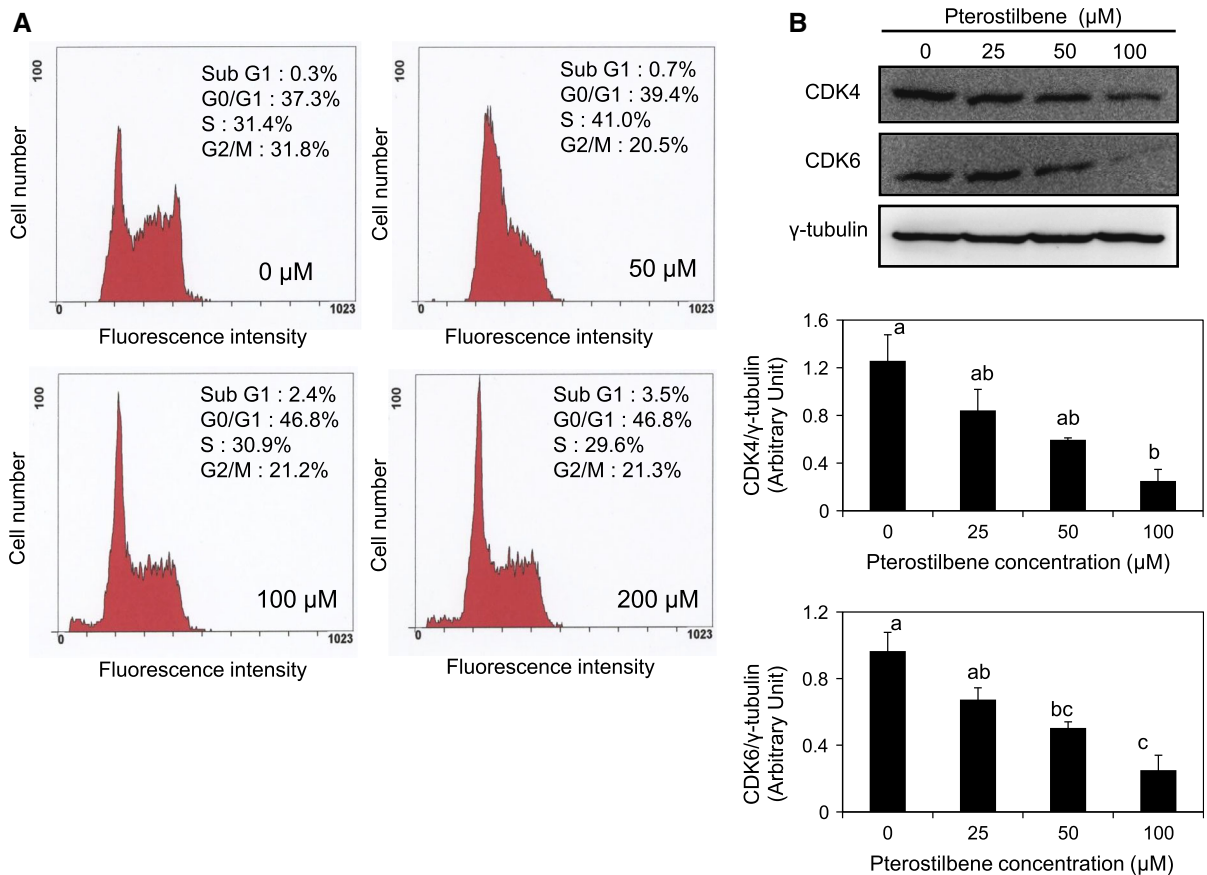 A
100
Sub G1 : 0.3%
G0/G1 : 37.3%
S : 31.4%
G2/M : 31.8%
Cell number
0 µM
0
1023
Fluorescence intensity
100
Sub G1 : 0.7%
G0/G1 : 39.4%
S : 41.0%
G2/M : 20.5%
Cell number
50 µM
0
1023
Fluorescence intensity
100
Sub G1 : 2.4%
G0/G1 : 46.8%
S : 30.9%
G2/M : 21.2%
Cell number
100 µM
0
1023
Fluorescence intensity
100
Sub G1 : 3.5%
G0/G1 : 46.8%
S : 29.6%
G2/M : 21.3%
Cell number
200 µM
0
1023
Fluorescence intensity
B
Pterostilbene (µM)
0 25 50 100
CDK4
CDK6
γ-tubulin
CDK4/γ-tubulin
(Arbitrary Unit)
1.6
1.2
0.8
0.4
0
a
ab
ab
b
0 25 50 100
Pterostilbene concentration (µM)
CDK6/γ-tubulin
(Arbitrary Unit)
1.2
0.8
0.4
0
a
ab
bc
c
0 25 50 100
Pterostilbene concentration (µM)